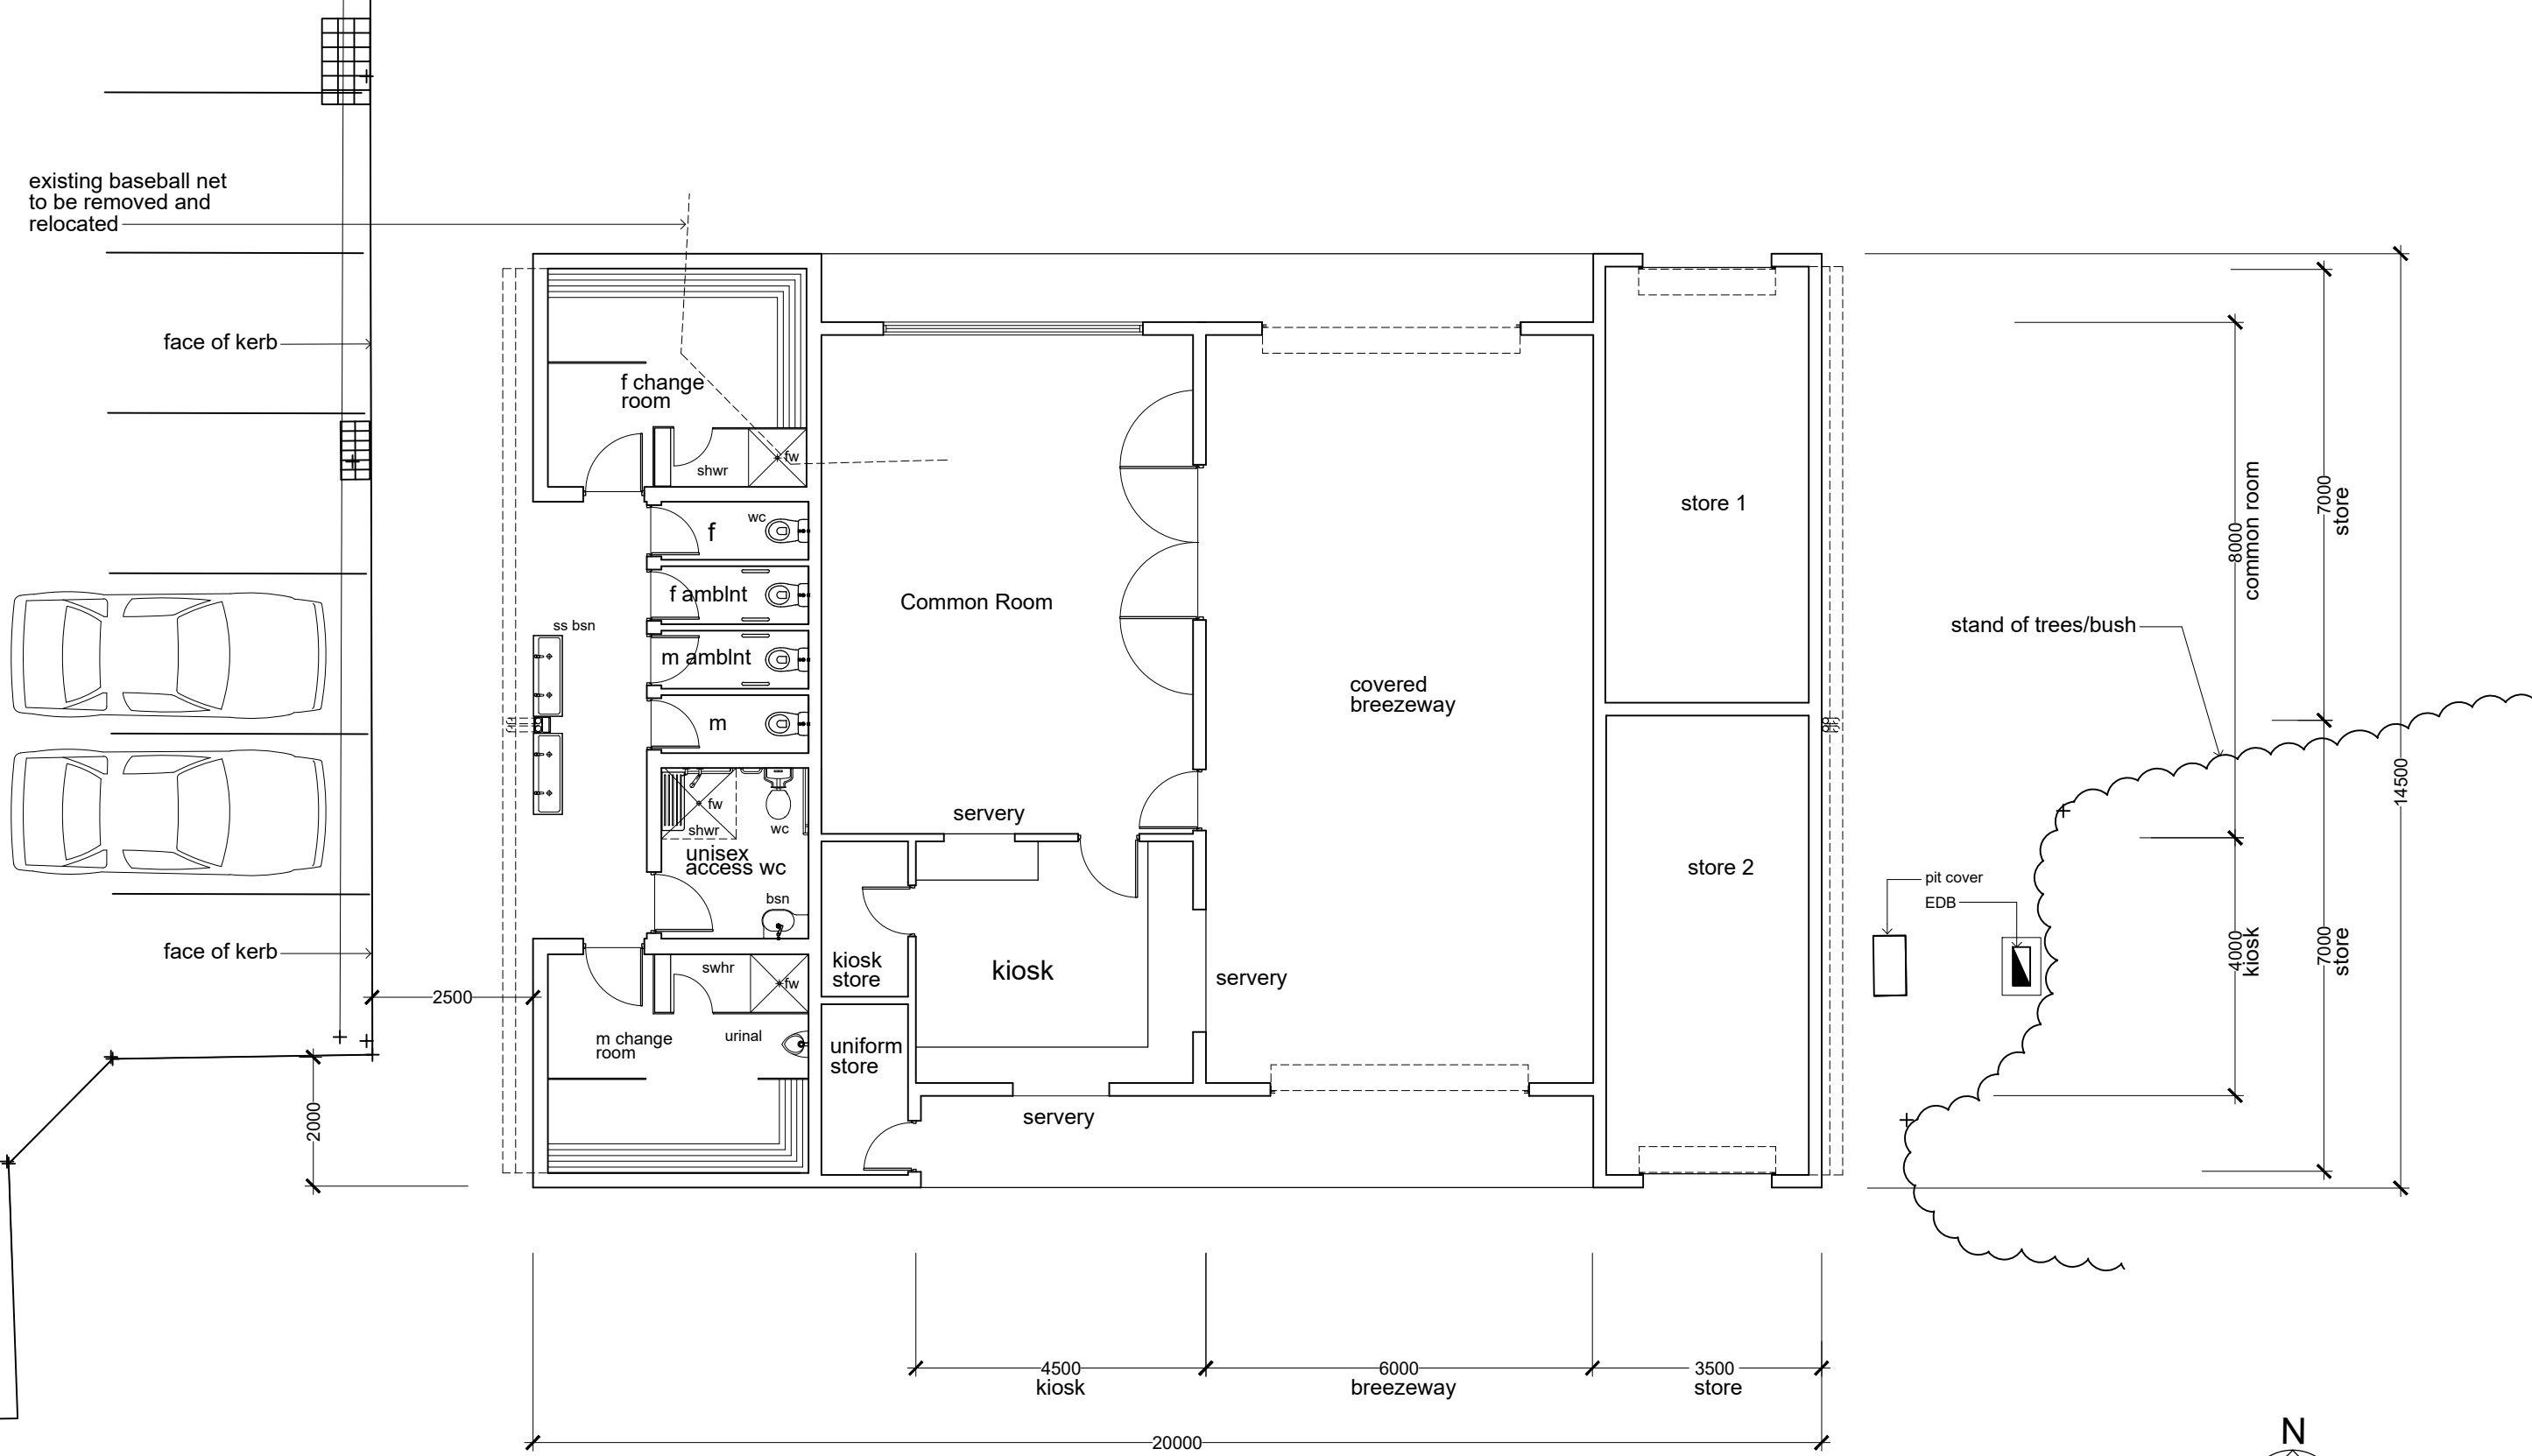 existing baseball net
to be removed and
relocated
face of kerb
f change
room
shwr
fw
f
wc
f amblnt
ss bsn
m amblnt
m
fw
shwr
wc
unisex
access wc
bsn
face of kerb
swhr
fw
m change
room
urinal
2500
2000
Common Room
servery
kiosk
store
kiosk
uniform
store
servery
servery
covered
breezeway
store 1
store 2
stand of trees/bush
pit cover
EDB
8000
common room
7000
store
14500
4000
kiosk
7000
store
4500
kiosk
6000
breezeway
3500
store
20000
N